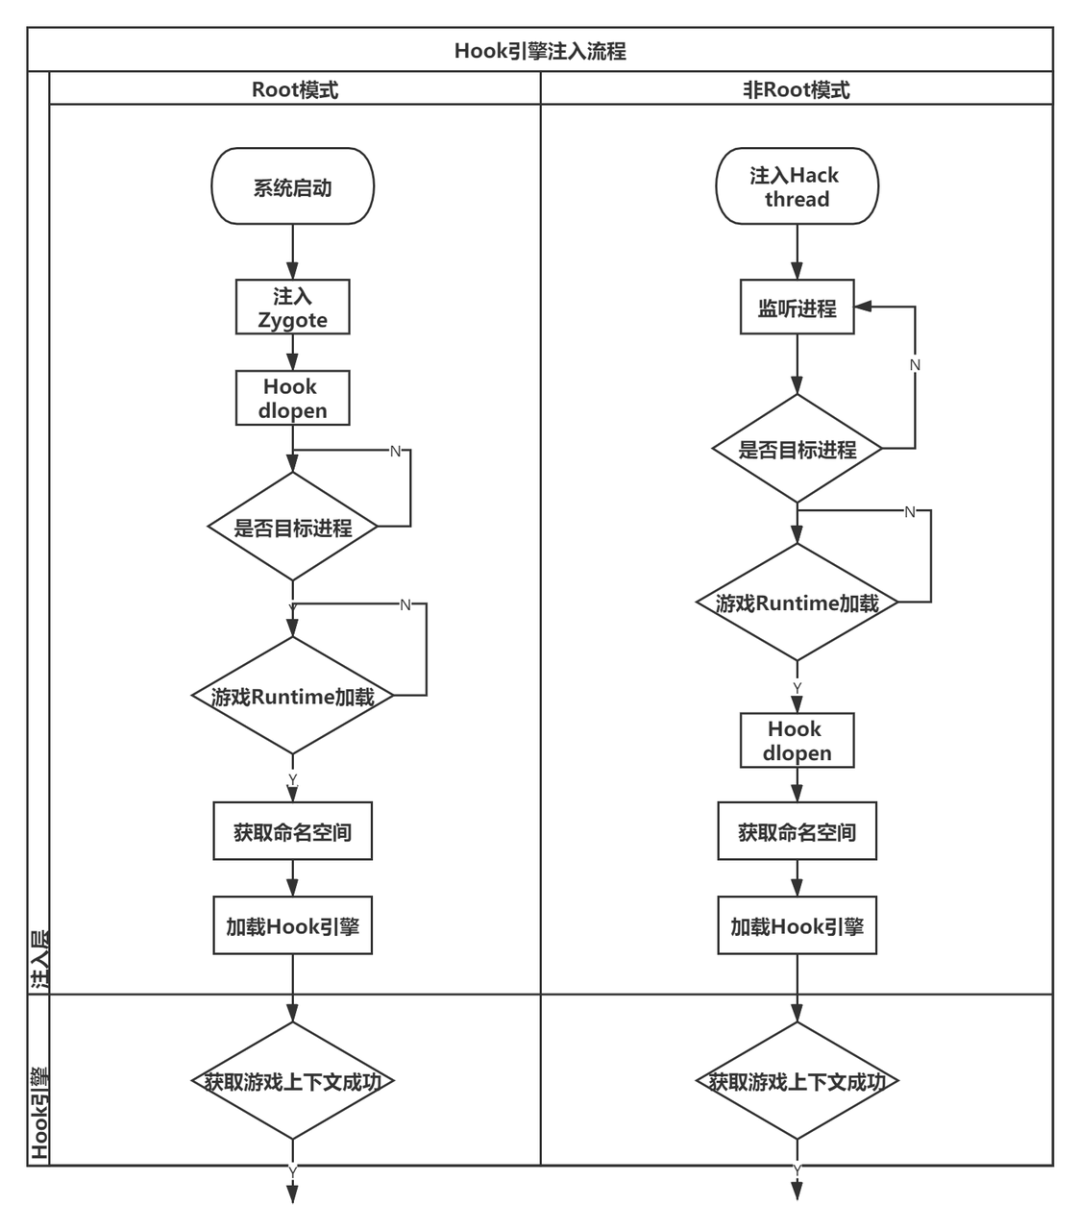 Hook引擎注入流程
Root模式
非Root模式
系统启动
注入
Zygote
Hook
dlopen
N
是否目标进程
Y
N
游戏Runtime加载
Y
获取命名空间
加载Hook引擎
注入Hack
thread
监听进程
N
是否目标进程
N
游戏Runtime加载
Y
Hook
dlopen
获取命名空间
加载Hook引擎
注入层
获取游戏上下文成功
Y
获取游戏上下文成功
Y
Hook引擎